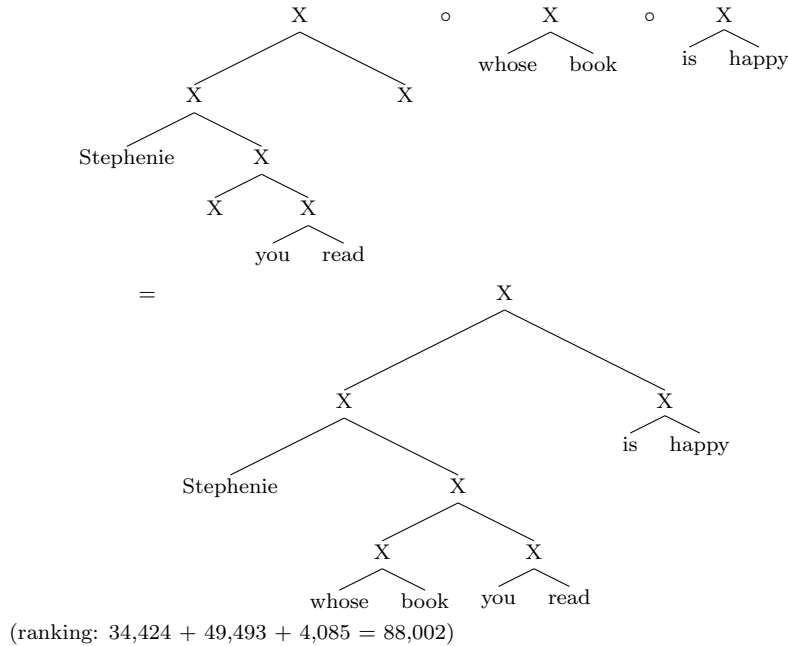 X ∘ X ∘ X
whose book is happy
X X
Stephenie X
X X
you read
= X
X X
is happy
Stephenie X
X X
whose book you read
(ranking: 34,424 + 49,493 + 4,085 = 88,002)